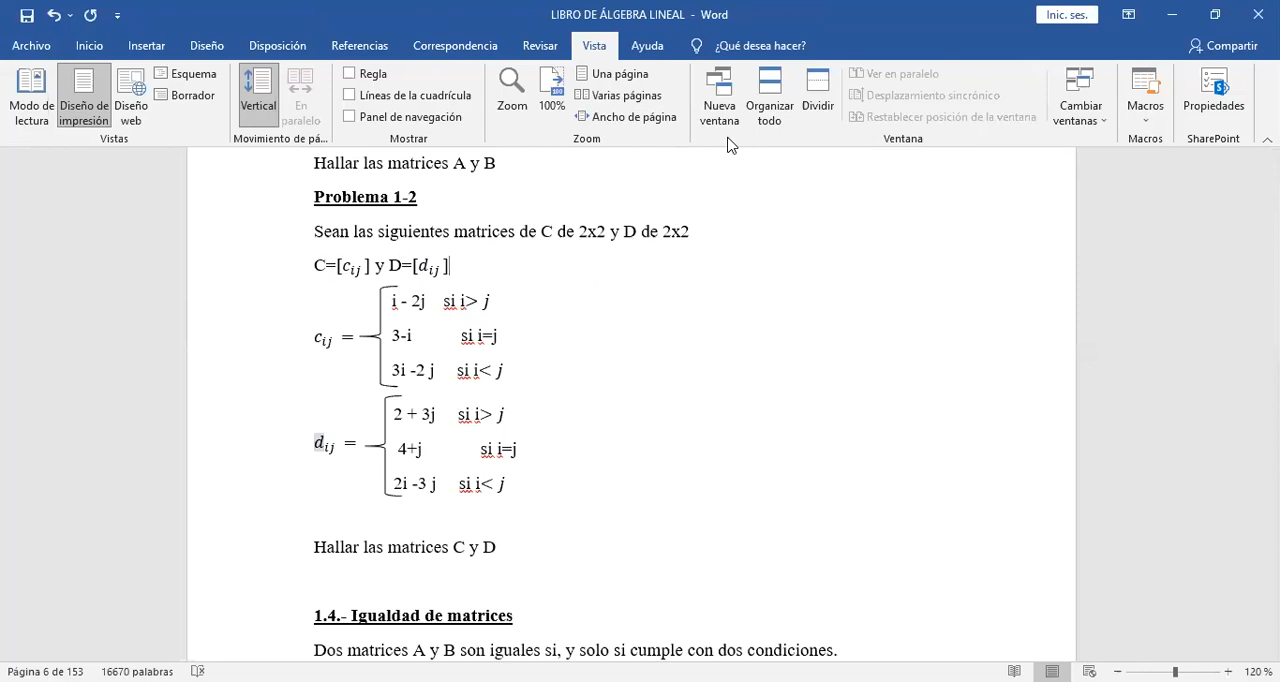 LIBRO DE ÁLGEBRA LINEAL - Word
Inic. ses.
Archivo Inicio Insertar Diseño Disposición Referencias Correspondencia Revisar Vista Ayuda ¿Qué desea hacer? Compartir
Modo de lectura
Diseño de impresión
Diseño web
Esquema
Borrador
Vistas
Vertical
En paralelo
Movimiento de pá...
Regla
Líneas de la cuadrícula
Panel de navegación
Mostrar
Zoom
100%
Una página
Varias páginas
Ancho de página
Zoom
Nueva ventana
Organizar todo
Dividir
Ver en paralelo
Desplazamiento sincrónico
Restablecer posición de la ventana
Cambiar ventanas
Ventana
Macros
Macros
Propiedades
SharePoint
Hallar las matrices A y B
Problema 1-2
Sean las siguientes matrices de C de 2x2 y D de 2x2
C=[c_ij ] y D=[d_ij ]
i - 2j si i> j
c_ij = 3-i si i=j
3i -2 j si i< j
2 + 3j si i> j
d_ij = 4+j si i=j
2i -3 j si i< j
Hallar las matrices C y D
1.4.- Igualdad de matrices
Dos matrices A y B son iguales si, y solo si cumple con dos condiciones.
Página 6 de 153 16670 palabras 120 %